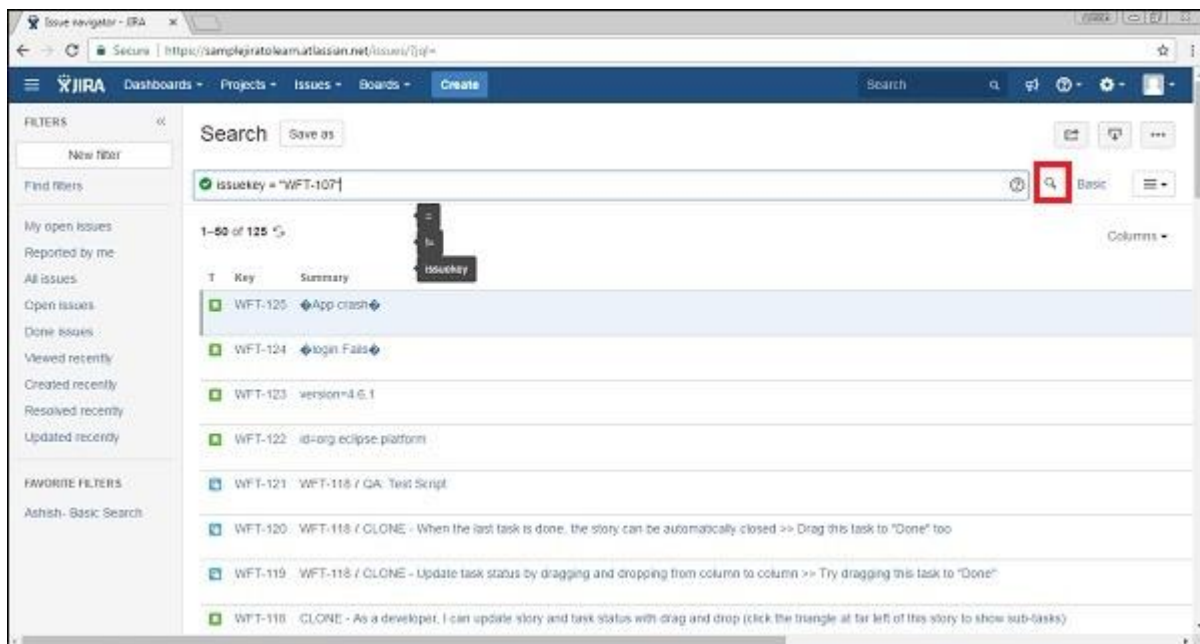 Issue navigator - JIRA
Secure | https://samplejiratolearn.atlassian.net/issues/?jql=
JIRA Dashboards Projects Issues Boards Create Search
FILTERS
New filter
Find filters
My open issues
Reported by me
All issues
Open issues
Done issues
Viewed recently
Created recently
Resolved recently
Updated recently
FAVORITE FILTERS
Ashish- Basic Search
Search Save as
issuekey = "WFT-107" Basic
=
!=
issuekey
1–50 of 125 Columns
T Key Summary
WFT-125 �App crash�
WFT-124 �login Fails�
WFT-123 version=4.6.1
WFT-122 id=org.eclipse.platform
WFT-121 WFT-118 / QA: Test Script
WFT-120 WFT-118 / CLONE - When the last task is done, the story can be automatically closed >> Drag this task to "Done" too
WFT-119 WFT-118 / CLONE - Update task status by dragging and dropping from column to column >> Try dragging this task to "Done"
WFT-118 CLONE - As a developer, I can update story and task status with drag and drop (click the triangle at far left of this story to show sub-tasks)